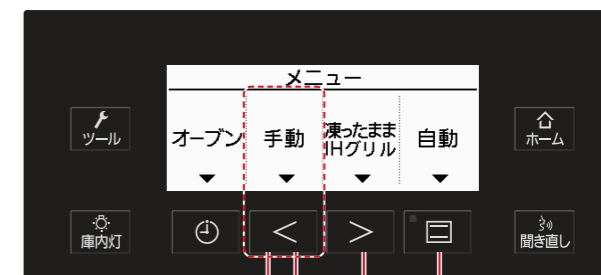 メニュー
オーブン
手動
凍ったまま
IHグリル
自動
ツール
ホーム
庫内灯
聞き直し